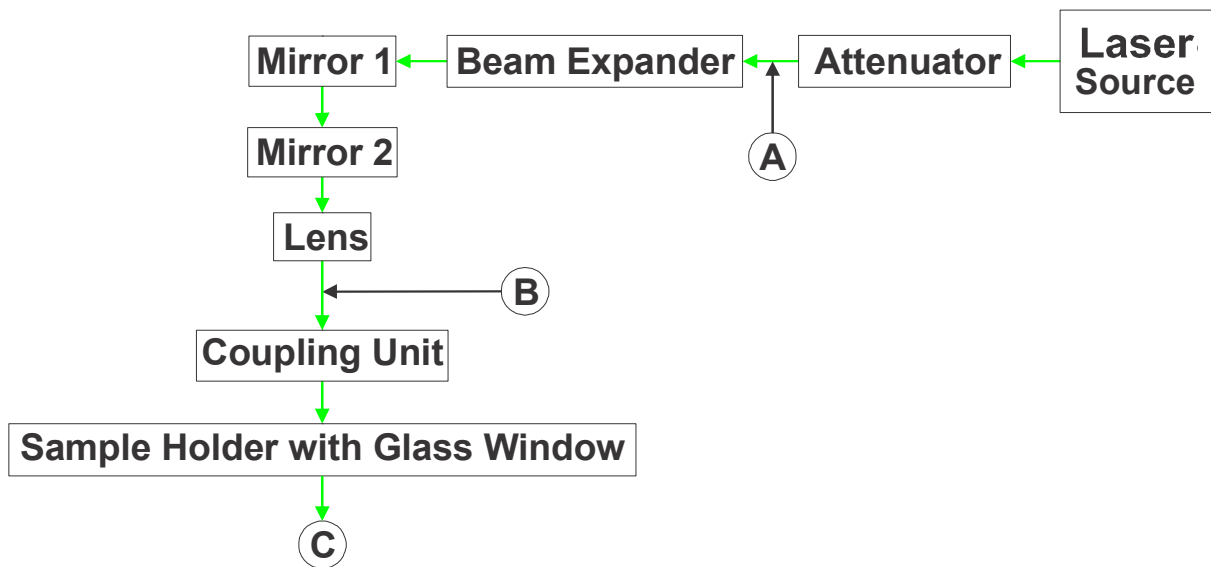 Mirror 1
Beam Expander
Attenuator
Laser
Source
Mirror 2
A
Lens
B
Coupling Unit
Sample Holder with Glass Window
C